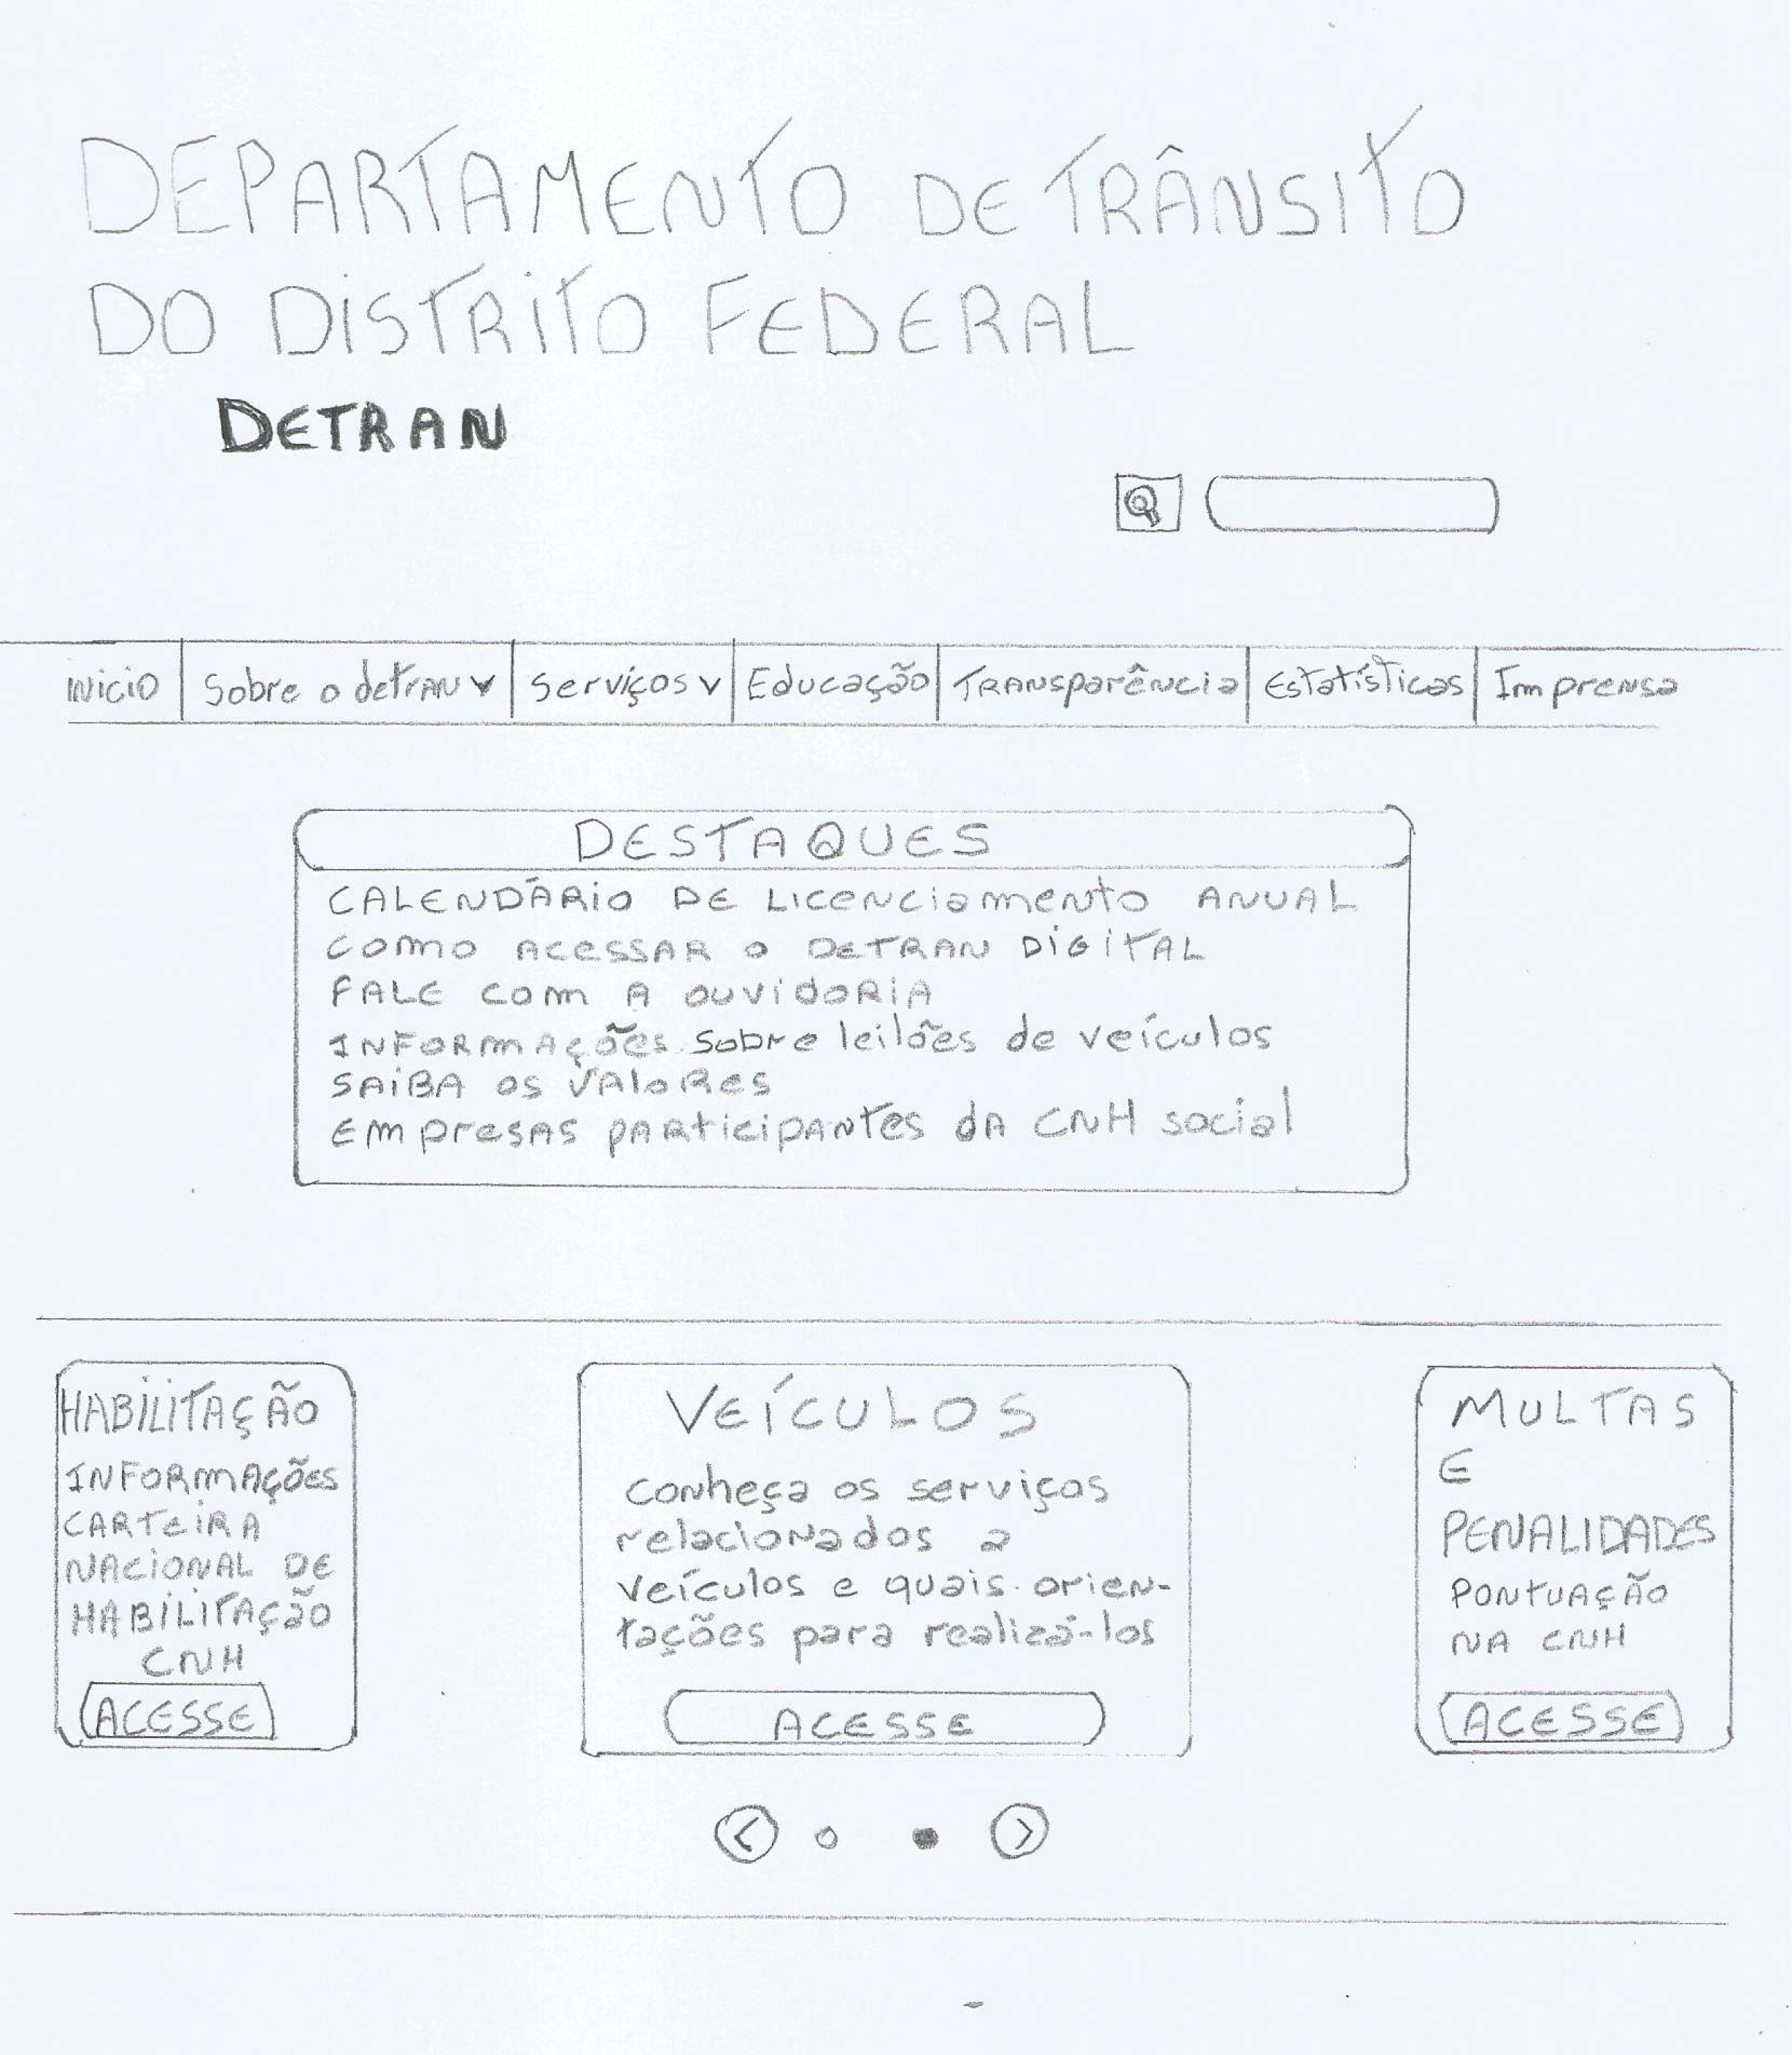 DEPARTAMENTO DE TRÂNSITO
DO DISTRITO FEDERAL
DETRAN
inicio | Sobre o detran v | Serviços v | Educação | Transparência | Estatísticas | Imprensa
DESTAQUES
CALENDÁRIO DE LICENCIAMENTO ANUAL
COMO ACESSAR O DETRAN DIGITAL
FALE COM A OUVIDORIA
INFORMAÇÕES sobre leilões de veículos
SAIBA OS VALORES
EMPRESAS PARTICIPANTES DA CNH social
HABILITAÇÃO
INFORMAÇÕES
CARTEIRA
NACIONAL DE
HABILITAÇÃO
CNH
ACESSE
VEÍCULOS
conheça os serviços
relacionados a
veículos e quais orien-
tações para realizá-los
ACESSE
MULTAS
E
PENALIDADES
PONTUAÇÃO
NA CNH
ACESSE